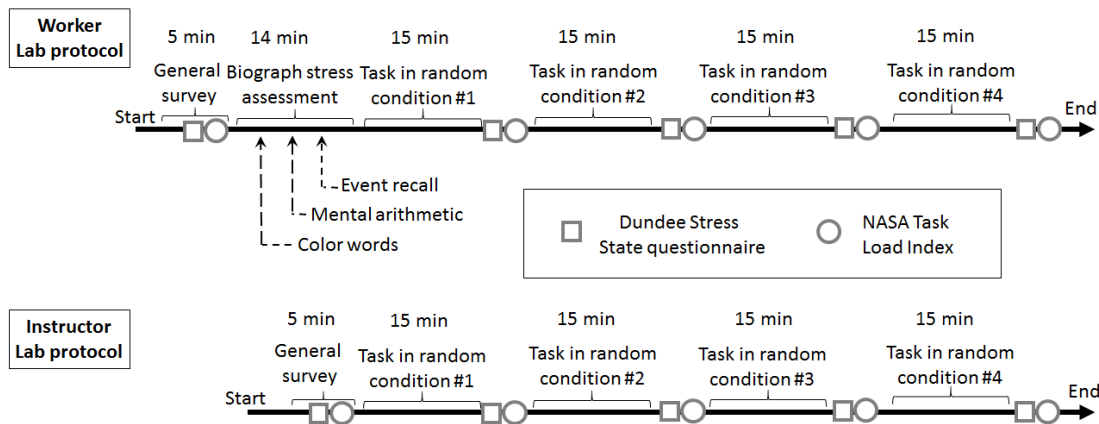 Worker
Lab protocol
5 min
14 min
15 min
15 min
15 min
15 min
General
survey
Biograph stress
assessment
Task in random
condition #1
Task in random
condition #2
Task in random
condition #3
Task in random
condition #4
Start
End
Event recall
Mental arithmetic
Color words
Dundee Stress
State questionnaire
NASA Task
Load Index
Instructor
Lab protocol
5 min
15 min
15 min
15 min
15 min
General
survey
Task in random
condition #1
Task in random
condition #2
Task in random
condition #3
Task in random
condition #4
Start
End